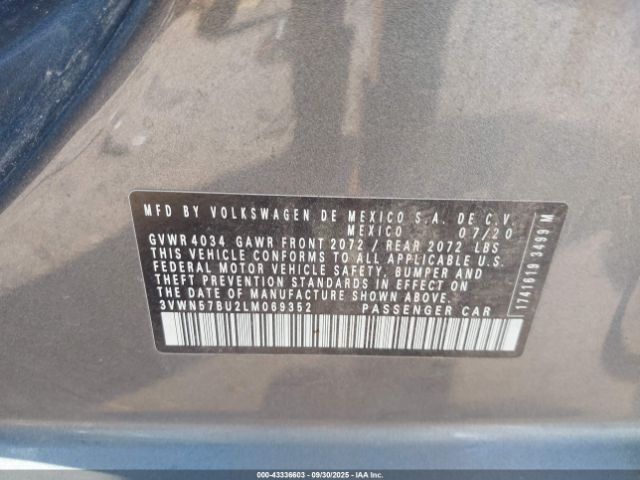 MFD BY VOLKSWAGEN DE MEXICO S.A. DE C.V.
MEXICO 07/20
GVWR 4034 GAWR FRONT 2072 / REAR 2072 LBS
THIS VEHICLE CONFORMS TO ALL APPLICABLE U.S.
FEDERAL MOTOR VEHICLE SAFETY, BUMPER AND
THEFT PREVENTION STANDARDS IN EFFECT ON
THE DATE OF MANUFACTURE SHOWN ABOVE.
3VWN57BU2LM069352 PASSENGER CAR
1741619 3499 M
000-43336603 - 09/30/2025 - IAA Inc.